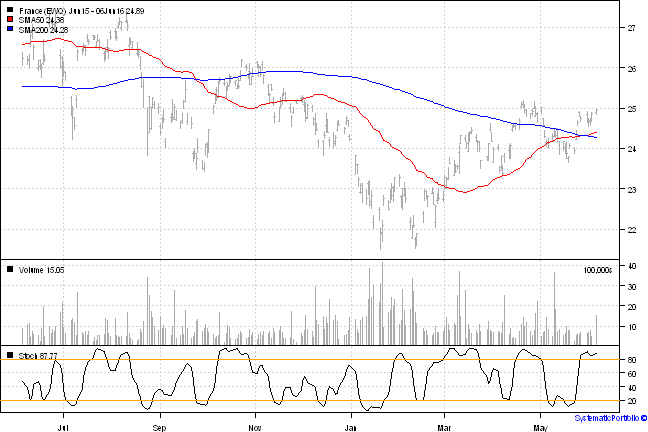 France (EWQ) Jun 15 - 06Jun16 24.89
SMA50 24.38
SMA200 24.28
27
26
25
24
23
22
Volume 15.05
100,000s
40
30
20
10
Stoch 87.77
80
60
40
20
Jul Sep Nov Jan Mar May
SystematicPortfolio ©